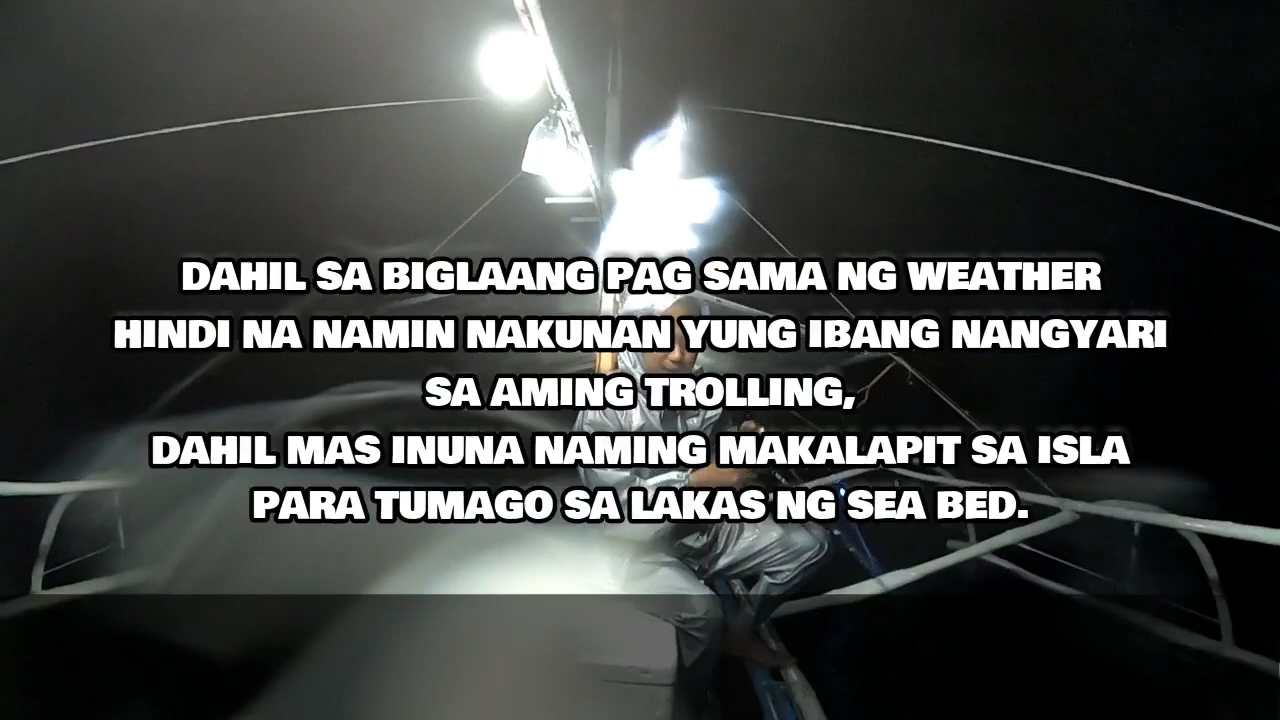 DAHIL SA BIGLAANG PAG SAMA NG WEATHER
HINDI NA NAMIN NAKUNAN YUNG IBANG NANGYARI
SA AMING TROLLING,
DAHIL MAS INUNA NAMING MAKALAPIT SA ISLA
PARA TUMAGO SA LAKAS NG SEA BED.